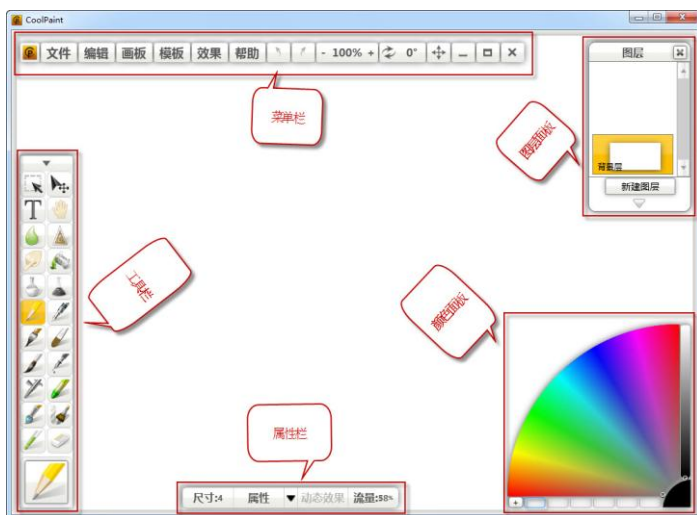 CoolPaint
文件 编辑 画板 模板 效果 帮助 - 100% + 0°
图层
菜单栏
图层面板
背景层
新建图层
T
工具栏
颜色面板
属性栏
尺寸:4 属性 动态效果 流量:58%